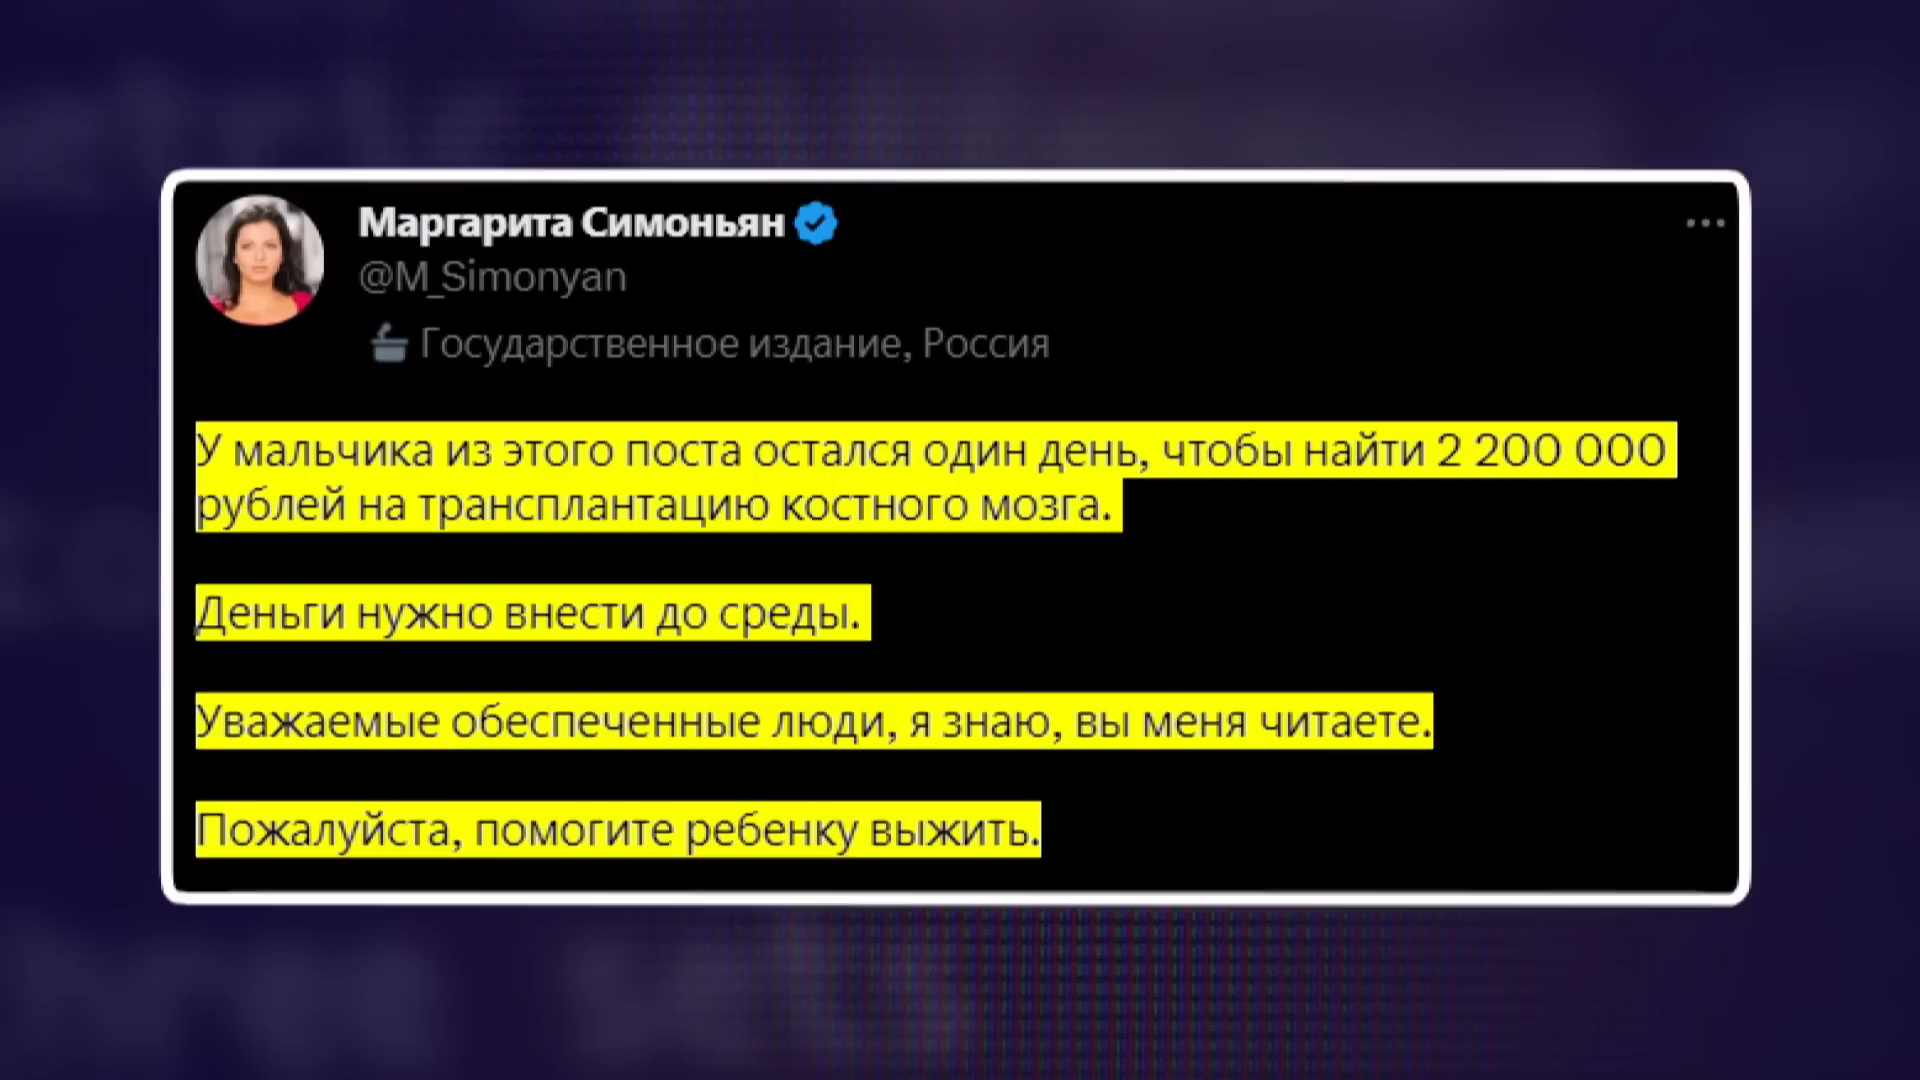 Маргарита Симоньян
@M_Simonyan
Государственное издание, Россия
У мальчика из этого поста остался один день, чтобы найти 2 200 000
рублей на трансплантацию костного мозга.
Деньги нужно внести до среды.
Уважаемые обеспеченные люди, я знаю, вы меня читаете.
Пожалуйста, помогите ребенку выжить.